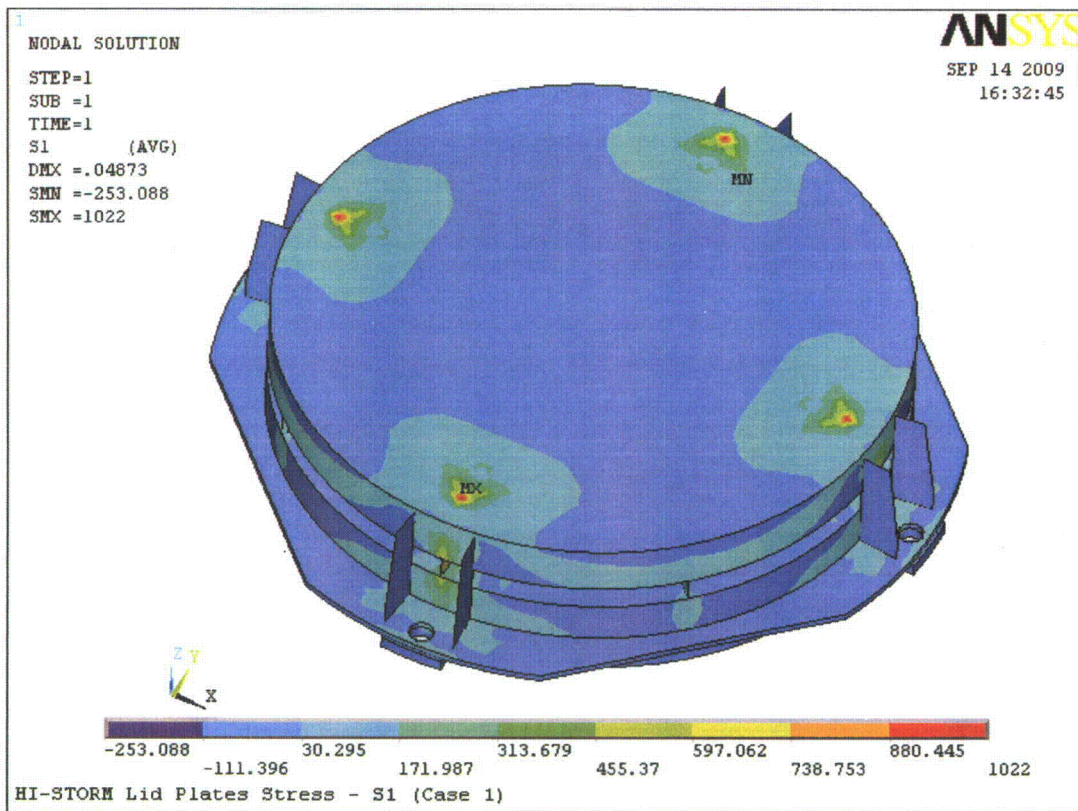 1
NODAL SOLUTION
STEP=1
SUB =1
TIME=1
S1 (AVG)
DMX =.04873
SMN =-253.088
SMX =1022
ANSYS
SEP 14 2009
16:32:45
MN
MX
Z Y
X
-253.088 30.295 313.679 597.062 880.445
-111.396 171.987 455.37 738.753 1022
HI-STORM Lid Plates Stress - S1 (Case 1)